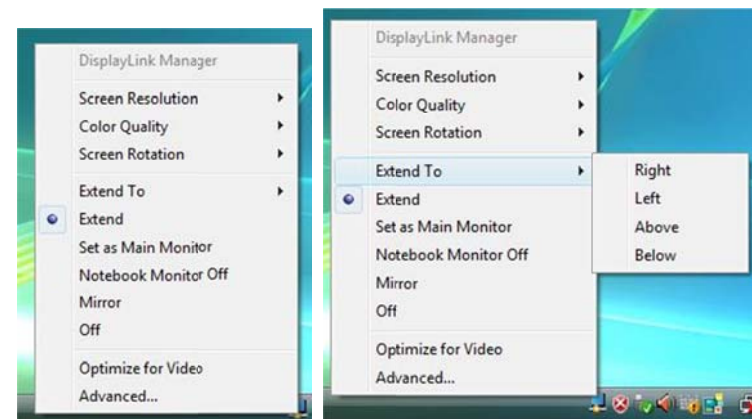 DisplayLink Manager
Screen Resolution
Color Quality
Screen Rotation
Extend To
Extend
Set as Main Monitor
Notebook Monitor Off
Mirror
Off
Optimize for Video
Advanced...
DisplayLink Manager
Screen Resolution
Color Quality
Screen Rotation
Extend To
Extend
Set as Main Monitor
Notebook Monitor Off
Mirror
Off
Optimize for Video
Advanced...
Right
Left
Above
Below